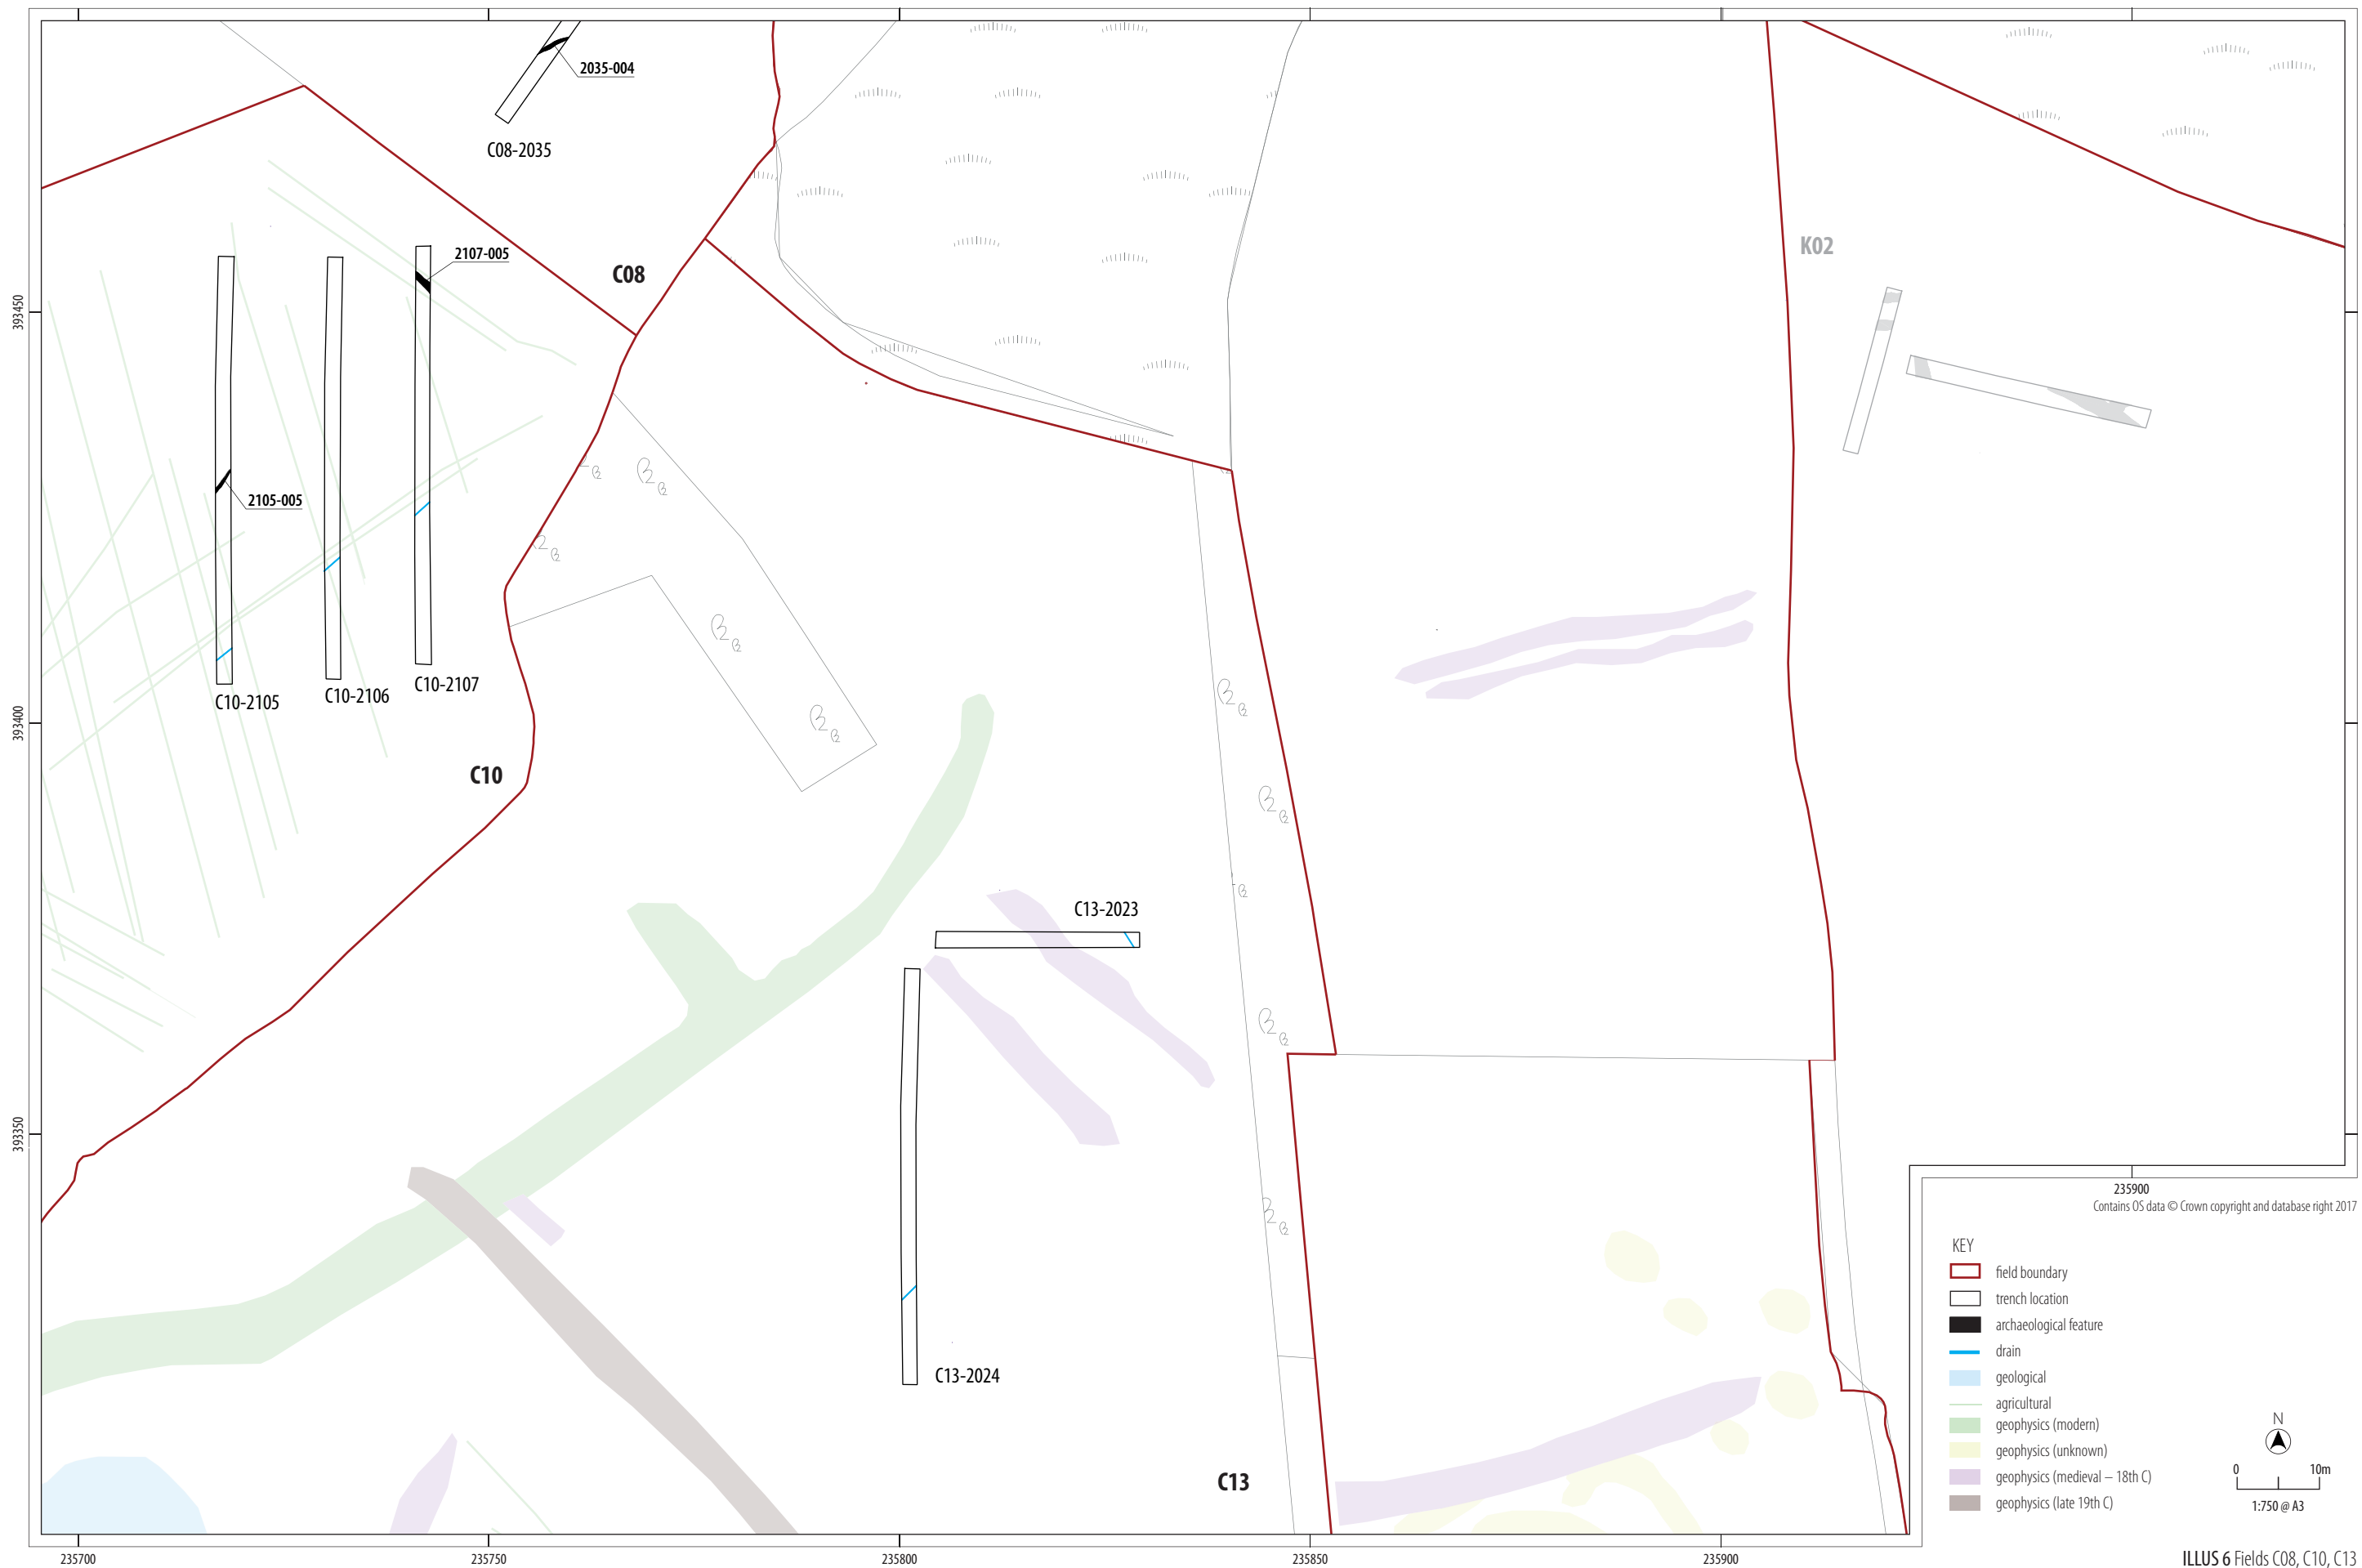 2035-004
C08-2035
2107-005
C08
K02
393450
2105-005
C10-2105
C10-2106
C10-2107
393400
C10
C13-2023
393350
C13-2024
C13
235900
Contains OS data © Crown copyright and database right 2017
KEY
field boundary
trench location
archaeological feature
drain
geological
agricultural
geophysics (modern)
geophysics (unknown)
geophysics (medieval – 18th C)
geophysics (late 19th C)
N
0 10m
1:750 @ A3
235700 235750 235800 235850 235900
ILLUS 6 Fields C08, C10, C13